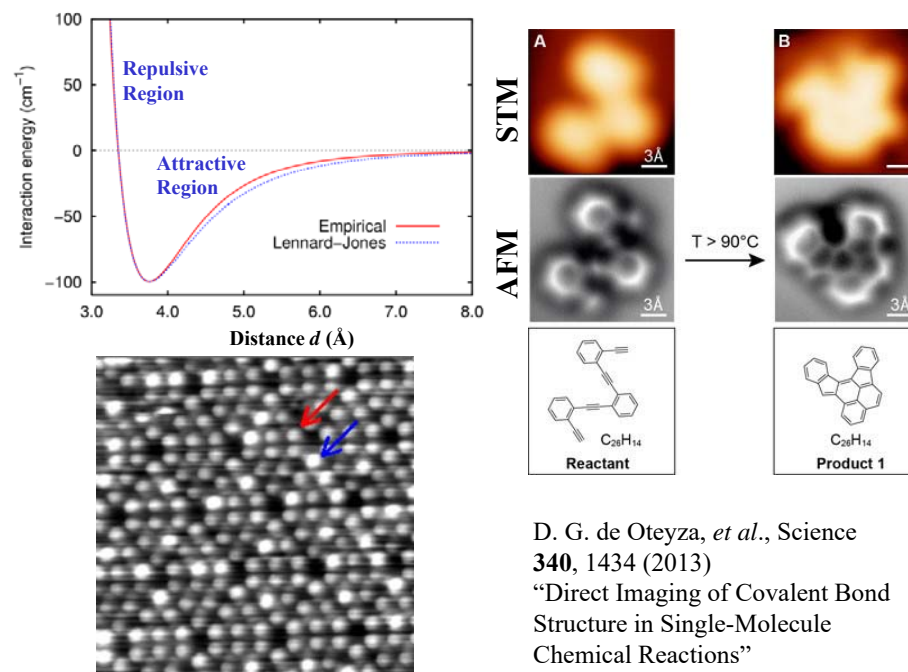 100
50
0
−50
−100
Interaction energy (cm⁻¹)
Repulsive
Region
Attractive
Region
Empirical
Lennard−Jones
3.0 4.0 5.0 6.0 7.0 8.0
Distance d (Å)
STM
A
3Å
B
AFM
3Å
T > 90°C
3Å
C₂₆H₁₄
Reactant
C₂₆H₁₄
Product 1
D. G. de Oteyza, et al., Science
340, 1434 (2013)
“Direct Imaging of Covalent Bond
Structure in Single-Molecule
Chemical Reactions”